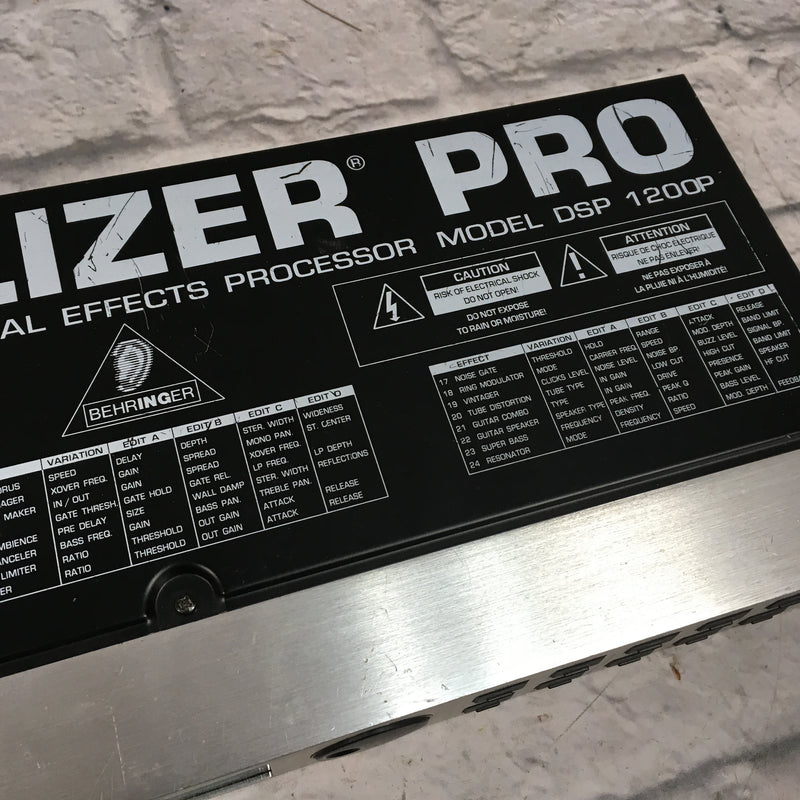 LIZER® PRO
AL EFFECTS PROCESSOR MODEL DSP 1200P
CAUTION
RISK OF ELECTRICAL SHOCK
DO NOT OPEN!
DO NOT EXPOSE
TO RAIN OR MOISTURE!
ATTENTION
RISQUE DE CHOC ELECTRIQUE
NE PAS ENLEVER!
NE PAS EXPOSER À
LA PLUIE NI À L'HUMIDITÉ!
BEHRINGER
VARIATION EDIT A EDIT B EDIT C EDIT D
ORUS SPEED DELAY DEPTH STER. WIDTH WIDENESS
AGER XOVER FREQ. GAIN SPREAD MONO PAN. ST. CENTER
MAKER IN / OUT GAIN SPREAD XOVER FREQ.
GATE THRESH. GATE HOLD GATE REL. LP FREQ. LP DEPTH
MBIENCE PRE DELAY SIZE WALL DAMP STER. WIDTH REFLECTIONS
ANCELER BASS FREQ. GAIN BASS PAN. TREBLE PAN.
LIMITER RATIO THRESHOLD OUT GAIN ATTACK RELEASE
ER RATIO THRESHOLD OUT GAIN ATTACK RELEASE
EFFECT VARIATION EDIT A EDIT B EDIT C EDIT D
17 NOISE GATE THRESHOLD HOLD RANGE ATTACK RELEASE
18 RING MODULATOR MODE CARRIER FREQ. SPEED MOD. DEPTH BAND LIMIT
19 VINTAGER CLICKS LEVEL NOISE LEVEL NOISE BP BUZZ LEVEL SIGNAL BP.
20 TUBE DISTORTION TUBE TYPE IN GAIN LOW CUT HIGH CUT BAND LIMIT
21 GUITAR COMBO TYPE IN GAIN DRIVE PRESENCE SPEAKER
22 GUITAR SPEAKER SPEAKER TYPE PEAK FREQ. PEAK Q PEAK GAIN HF CUT
23 SUPER BASS FREQUENCY DENSITY RATIO BASS LEVEL
24 RESONATOR MODE FREQUENCY SPEED MOD. DEPTH FEEDB